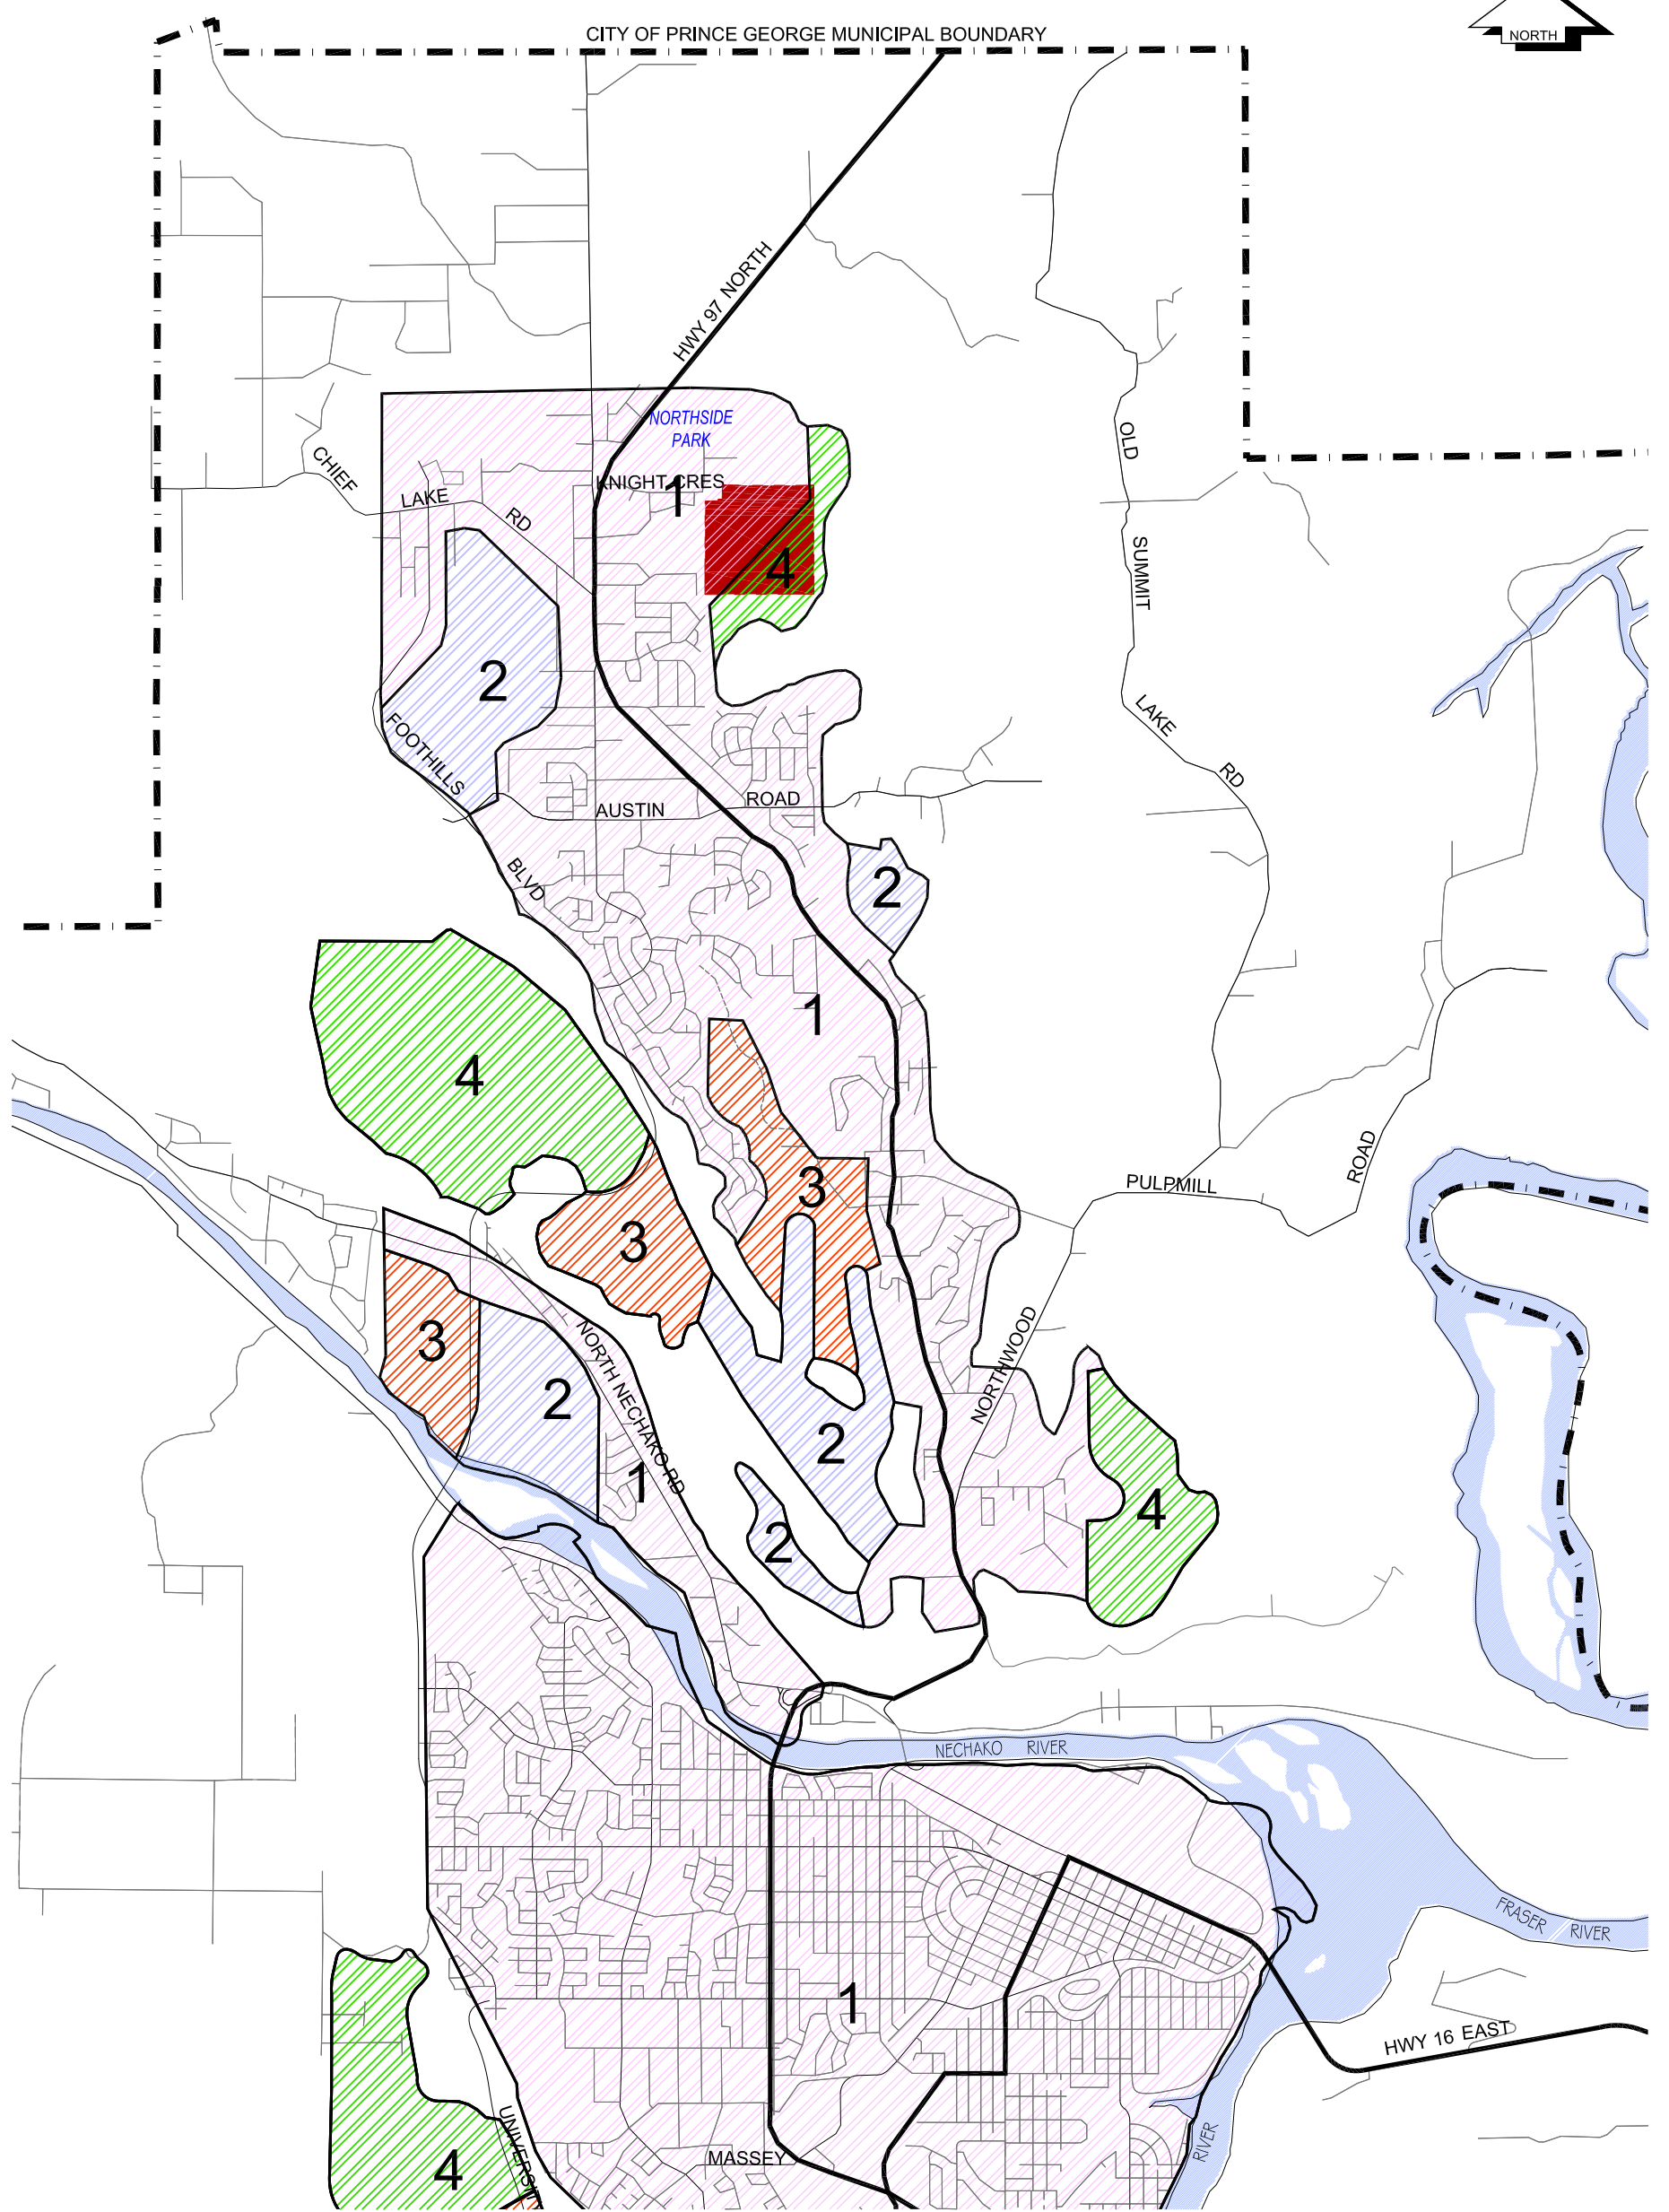 CITY OF PRINCE GEORGE MUNICIPAL BOUNDARY
NORTH
HWY 97 NORTH
NORTHSIDE
PARK
KNIGHT CRES
1
CHIEF
LAKE
RD
OLD
SUMMIT
LAKE
RD
4
2
FOOTHILLS
AUSTIN
ROAD
BLVD
2
1
4
3
3
PULPMILL
ROAD
3
2
NORTH NECHAKO RD
NORTHWOOD
2
1
2
4
NECHAKO RIVER
FRASER RIVER
1
HWY 16 EAST
UNIVERSIT
4
MASSEY
RIVER